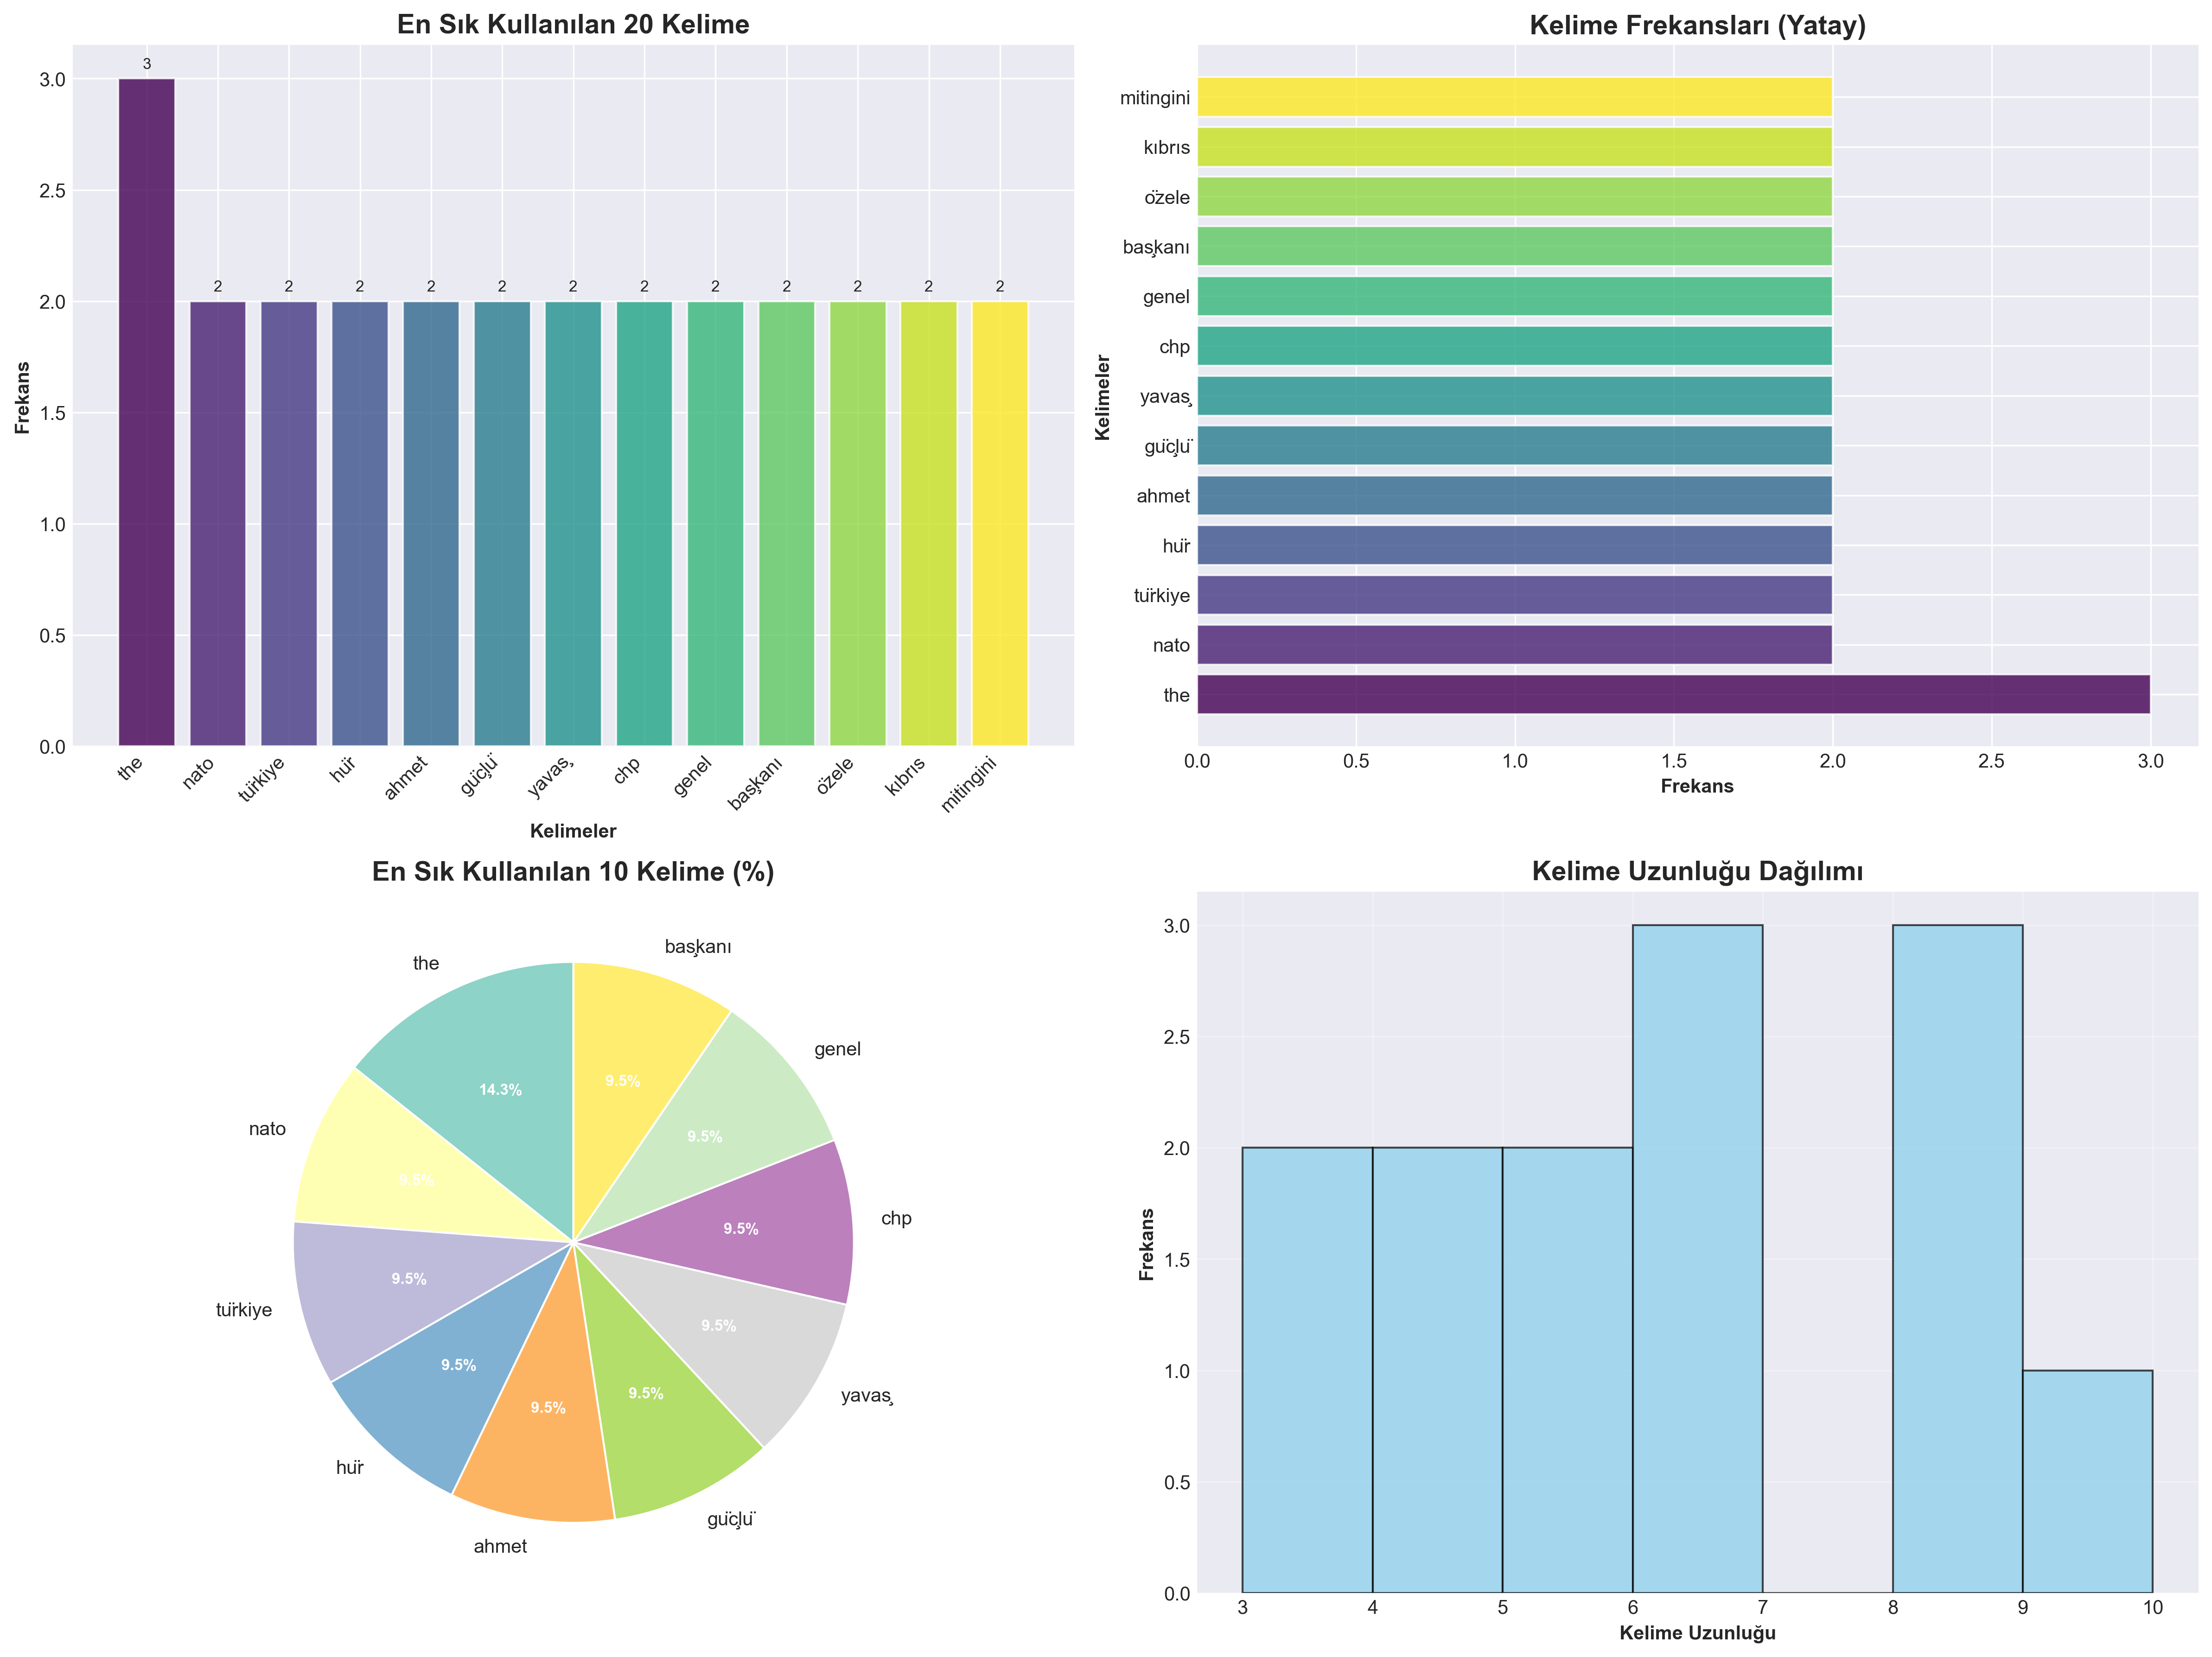 En Sık Kullanılan 20 Kelime
3
2 2 2 2 2 2 2 2 2 2 2 2
3.0
2.5
2.0
1.5
1.0
0.5
0.0
Frekans
the nato türkiye hür ahmet güçlü yavaş chp genel başkanı özele kıbrıs mitingini
Kelimeler
Kelime Frekansları (Yatay)
Kelimeler
mitingini
kıbrıs
özele
başkanı
genel
chp
yavaş
güçlü
ahmet
hür
türkiye
nato
the
0.0 0.5 1.0 1.5 2.0 2.5 3.0
Frekans
En Sık Kullanılan 10 Kelime (%)
the
14.3%
nato
9.5%
türkiye
9.5%
hür
9.5%
ahmet
9.5%
güçlü
9.5%
yavaş
9.5%
chp
9.5%
genel
9.5%
başkanı
9.5%
Kelime Uzunluğu Dağılımı
3.0
2.5
2.0
1.5
1.0
0.5
0.0
Frekans
3 4 5 6 7 8 9 10
Kelime Uzunluğu